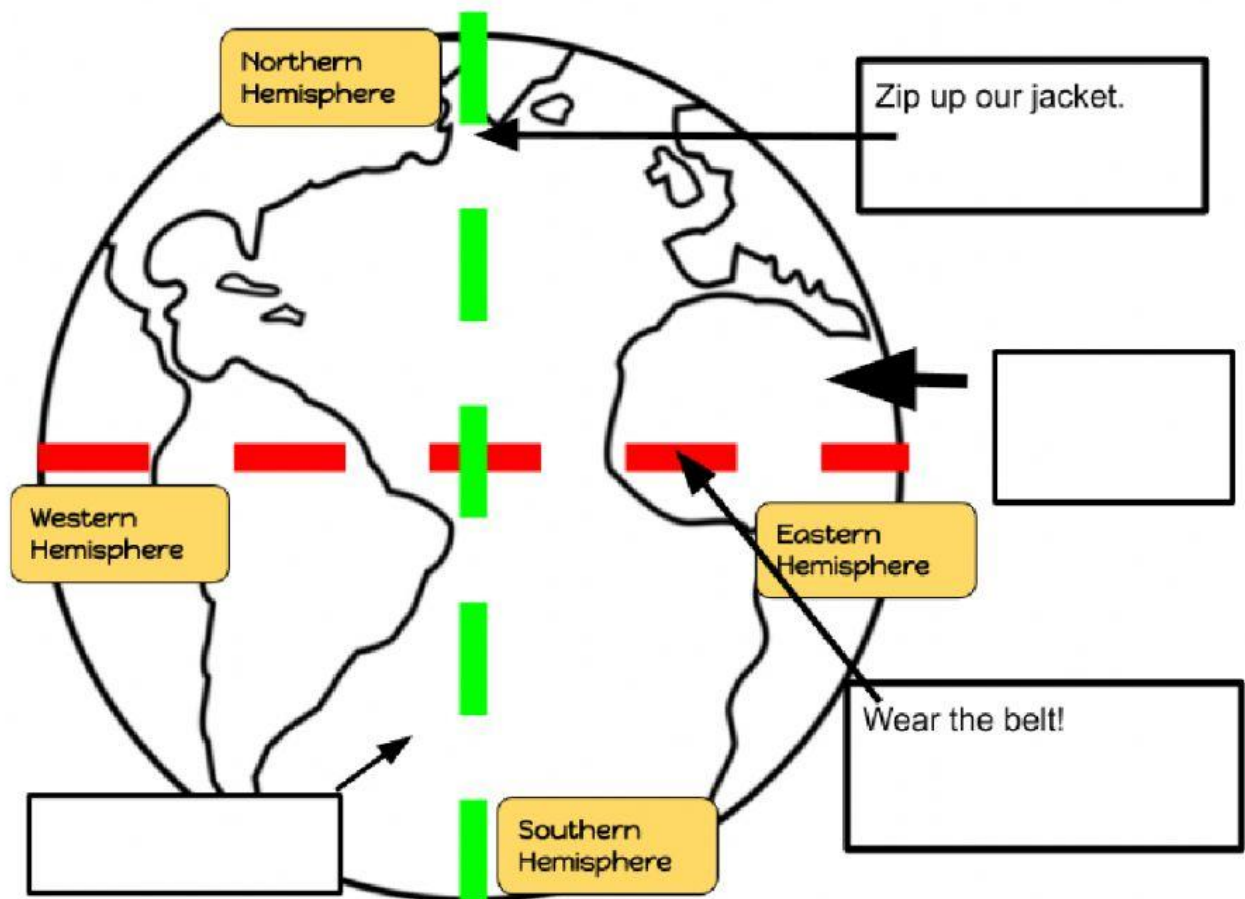 Northern
Hemisphere
Zip up our jacket.
Western
Hemisphere
Eastern
Hemisphere
Wear the belt!
Southern
Hemisphere